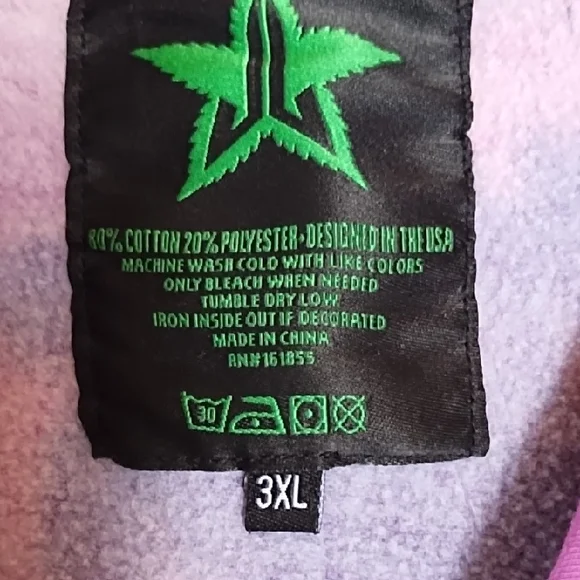 80% COTTON 20% POLYESTER • DESIGNED IN THE USA
MACHINE WASH COLD WITH LIKE COLORS
ONLY BLEACH WHEN NEEDED
TUMBLE DRY LOW
IRON INSIDE OUT IF DECORATED
MADE IN CHINA
RN# 161855
30
3XL